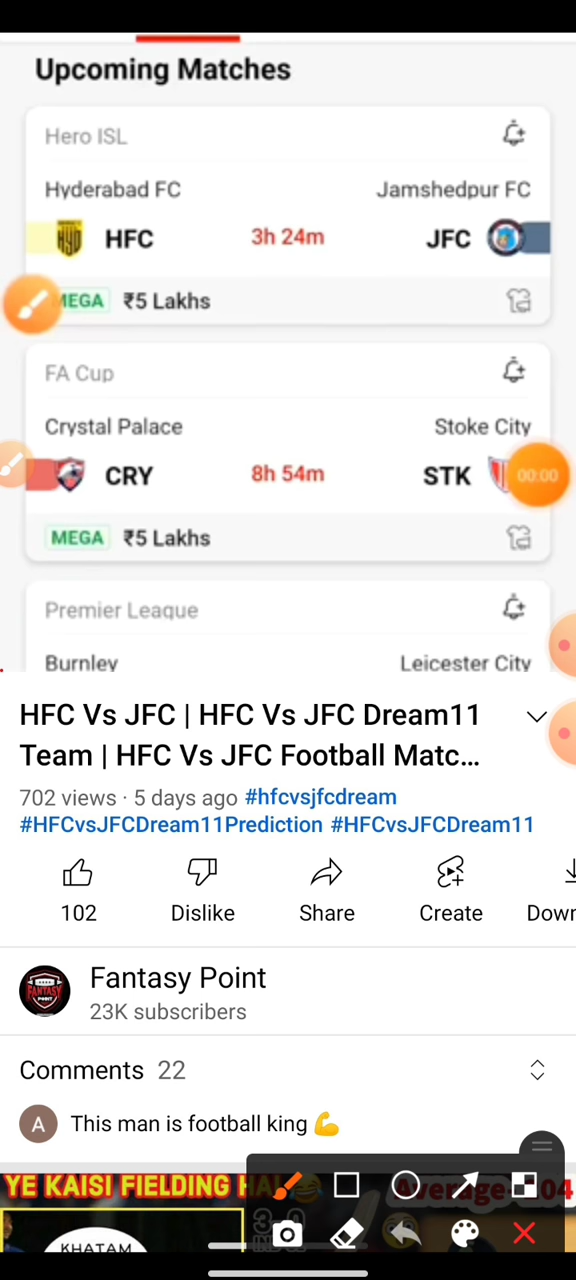 Upcoming Matches
Hero ISL
Hyderabad FC Jamshedpur FC
HFC 3h 24m JFC
MEGA ₹5 Lakhs
FA Cup
Crystal Palace Stoke City
CRY 8h 54m STK
00:00
MEGA ₹5 Lakhs
Premier League
Burnley Leicester City
HFC Vs JFC | HFC Vs JFC Dream11
Team | HFC Vs JFC Football Matc...
702 views · 5 days ago #hfcvsjfcdream
#HFCvsJFCDream11Prediction #HFCvsJFCDream11
102 Dislike Share Create Down
Fantasy Point
23K subscribers
Comments 22
A This man is football king 💪
YE KAISI FIELDING HAI
KHATAM